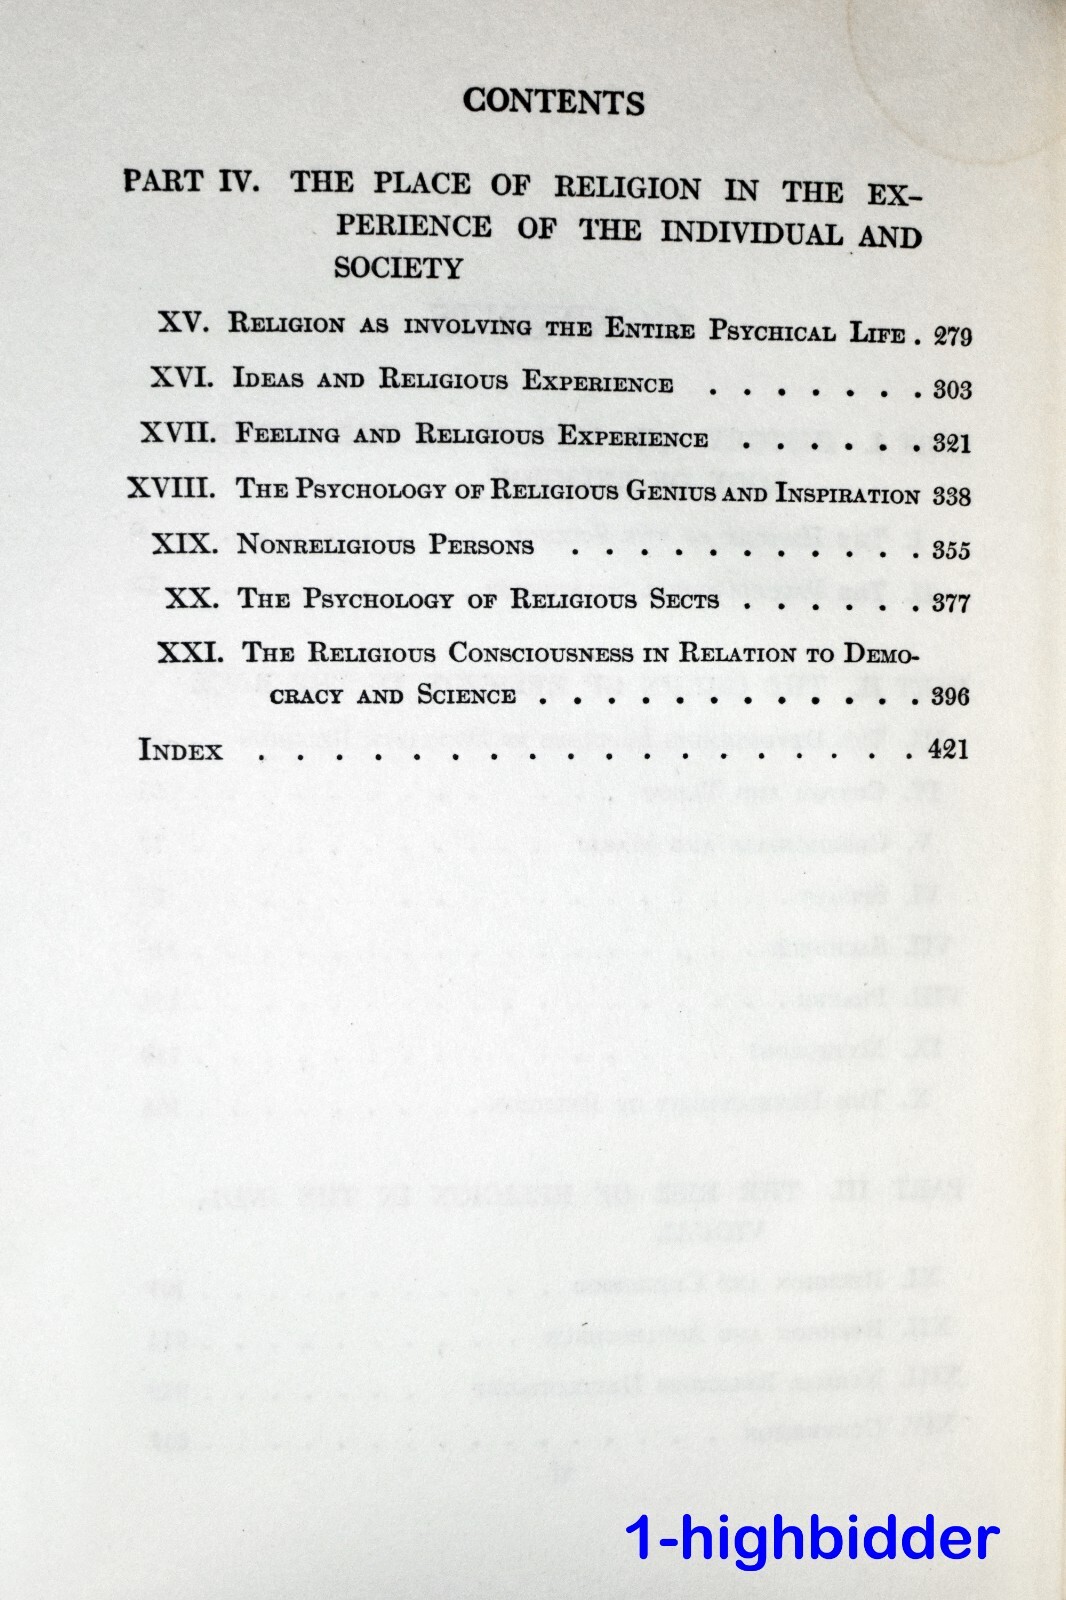 CONTENTS
PART IV. THE PLACE OF RELIGION IN THE EX-
PERIENCE OF THE INDIVIDUAL AND
SOCIETY
XV. RELIGION AS INVOLVING THE ENTIRE PSYCHICAL LIFE . 279
XVI. IDEAS AND RELIGIOUS EXPERIENCE . . . . . . . 303
XVII. FEELING AND RELIGIOUS EXPERIENCE . . . . . . 321
XVIII. THE PSYCHOLOGY OF RELIGIOUS GENIUS AND INSPIRATION 338
XIX. NONRELIGIOUS PERSONS . . . . . . . . . . . . 355
XX. THE PSYCHOLOGY OF RELIGIOUS SECTS . . . . . . 377
XXI. THE RELIGIOUS CONSCIOUSNESS IN RELATION TO DEMO-
CRACY AND SCIENCE . . . . . . . . . . . . . 396
INDEX . . . . . . . . . . . . . . . . . . 421
1-highbidder